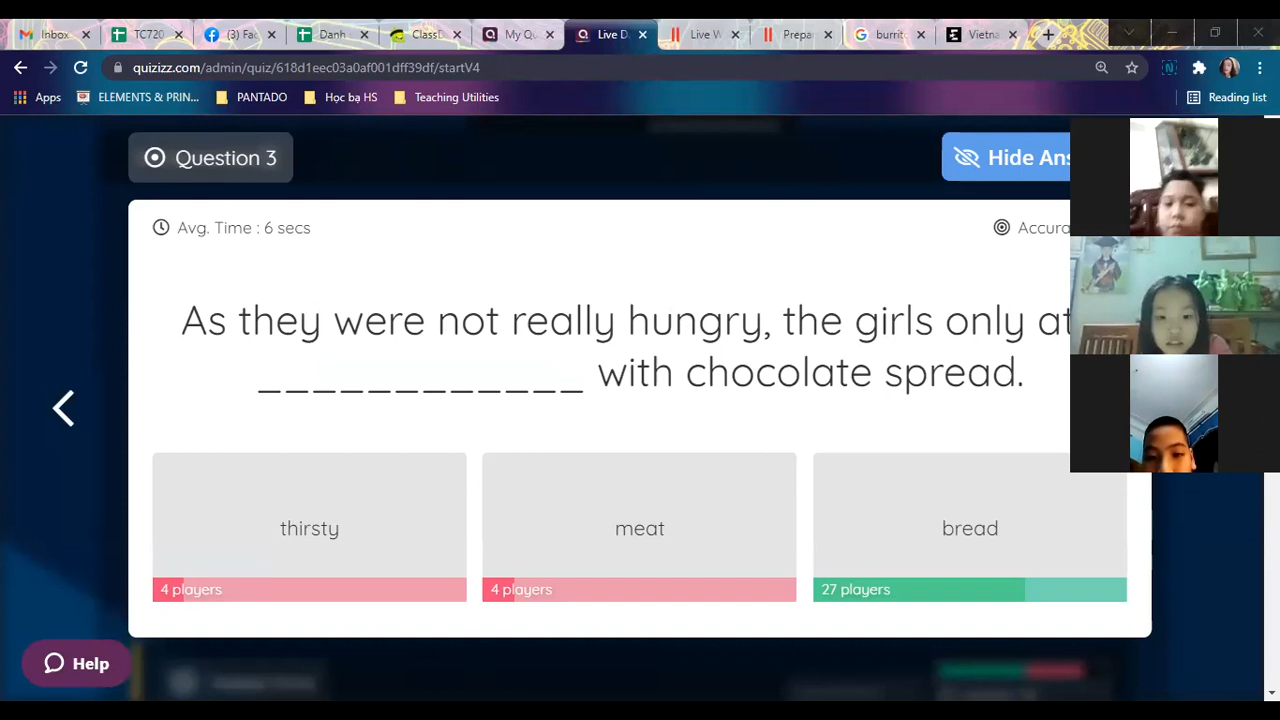 Inbox
TC720
(3) Fac
Danh
ClassD
My Qu
Live D
Live W
Prepar
burrito
Vietna
quizizz.com/admin/quiz/618d1eec03a0af001dff39df/startV4
Apps
ELEMENTS & PRIN...
PANTADO
Học bạ HS
Teaching Utilities
Reading list
Question 3
Hide Ans
Avg. Time : 6 secs
Accura
As they were not really hungry, the girls only at
____________ with chocolate spread.
thirsty
meat
bread
4 players
4 players
27 players
Help